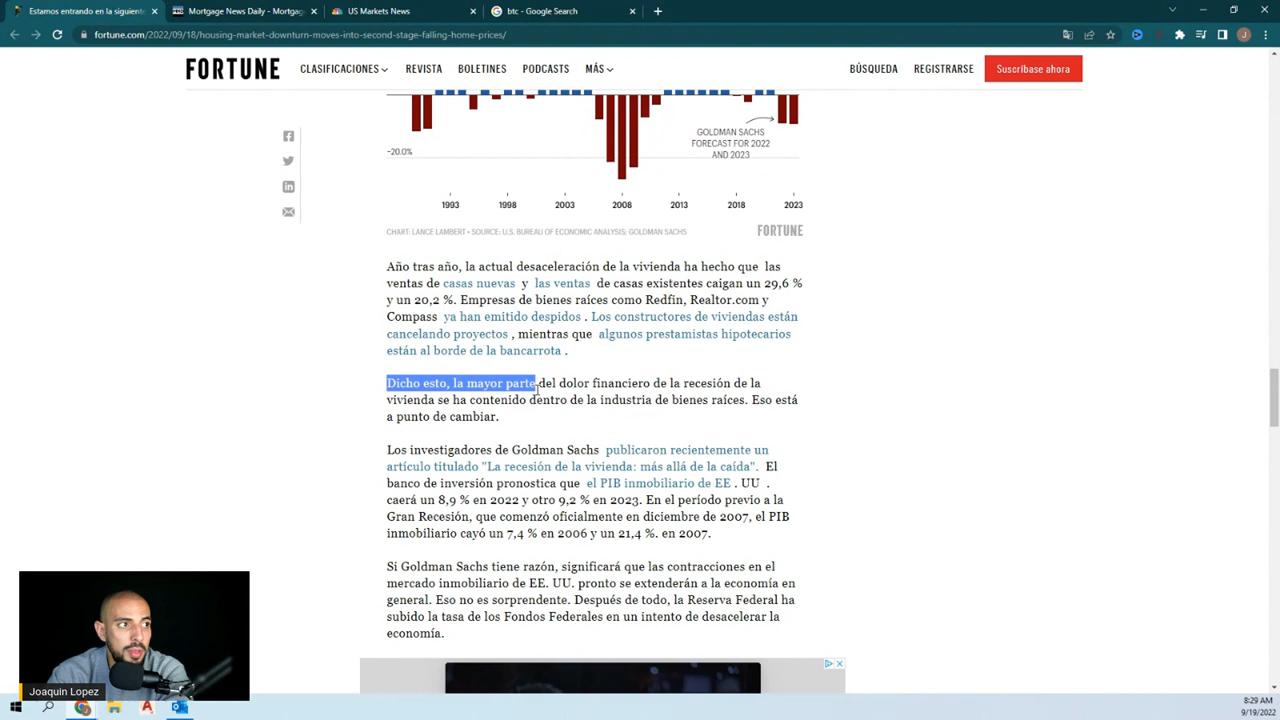 Estamos entrando en la siguiente
Mortgage News Daily - Mortgag
US Markets News
btc - Google Search
fortune.com/2022/09/18/housing-market-downturn-moves-into-second-stage-falling-home-prices/
FORTUNE
CLASIFICACIONES
REVISTA
BOLETINES
PODCASTS
MÁS
BÚSQUEDA
REGISTRARSE
Suscríbase ahora
GOLDMAN SACHS
FORECAST FOR 2022
AND 2023
-20.0%
1993 1998 2003 2008 2013 2018 2023
CHART: LANCE LAMBERT • SOURCE: U.S. BUREAU OF ECONOMIC ANALYSIS; GOLDMAN SACHS
FORTUNE
Año tras año, la actual desaceleración de la vivienda ha hecho que las
ventas de casas nuevas y las ventas de casas existentes caigan un 29,6 %
y un 20,2 %. Empresas de bienes raíces como Redfin, Realtor.com y
Compass ya han emitido despidos . Los constructores de viviendas están
cancelando proyectos , mientras que algunos prestamistas hipotecarios
están al borde de la bancarrota .
Dicho esto, la mayor parte del dolor financiero de la recesión de la
vivienda se ha contenido dentro de la industria de bienes raíces. Eso está
a punto de cambiar.
Los investigadores de Goldman Sachs publicaron recientemente un
artículo titulado "La recesión de la vivienda: más allá de la caída". El
banco de inversión pronostica que el PIB inmobiliario de EE . UU .
caerá un 8,9 % en 2022 y otro 9,2 % en 2023. En el período previo a la
Gran Recesión, que comenzó oficialmente en diciembre de 2007, el PIB
inmobiliario cayó un 7,4 % en 2006 y un 21,4 %. en 2007.
Si Goldman Sachs tiene razón, significará que las contracciones en el
mercado inmobiliario de EE. UU. pronto se extenderán a la economía en
general. Eso no es sorprendente. Después de todo, la Reserva Federal ha
subido la tasa de los Fondos Federales en un intento de desacelerar la
economía.
Joaquin Lopez
8:29 AM
9/19/2022